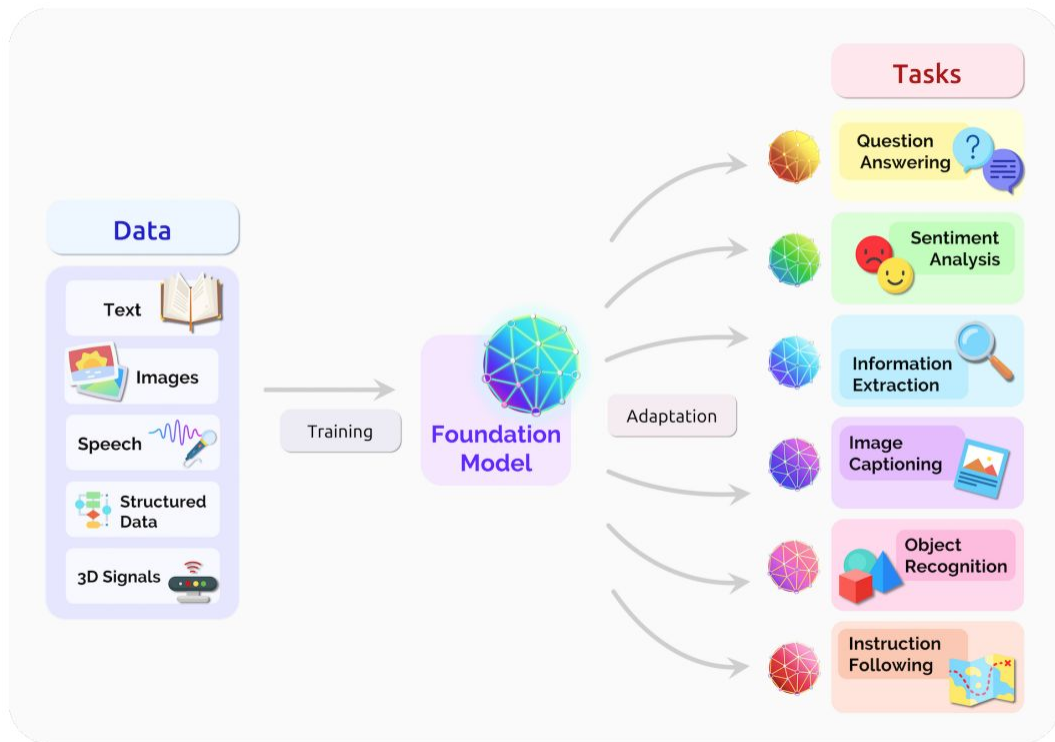 Data
Text
Images
Speech
Structured
Data
3D Signals
Training
Foundation
Model
Adaptation
Tasks
Question
Answering
?
Sentiment
Analysis
Information
Extraction
Image
Captioning
Object
Recognition
Instruction
Following